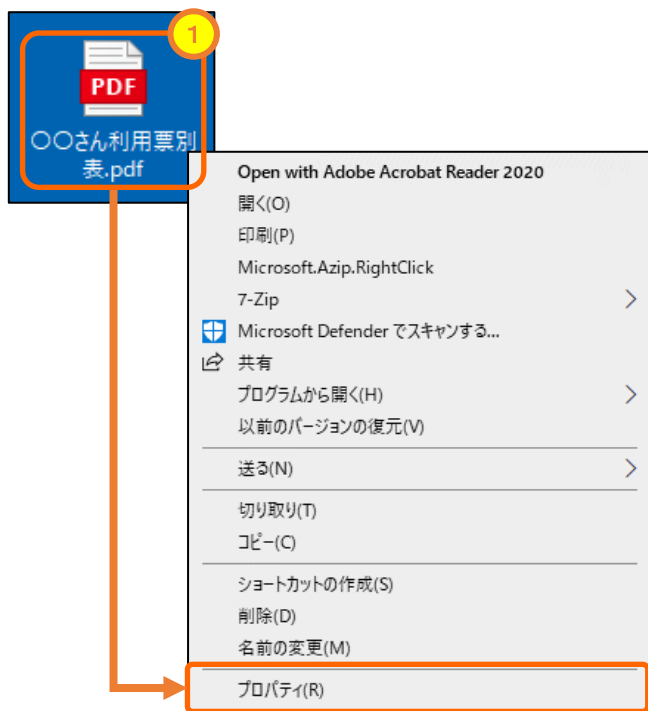 1
PDF
〇〇さん利用票別
表.pdf
Open with Adobe Acrobat Reader 2020
開く(O)
印刷(P)
Microsoft.Azip.RightClick
7-Zip
Microsoft Defender でスキャンする...
共有
プログラムから開く(H)
以前のバージョンの復元(V)
送る(N)
切り取り(T)
コピー(C)
ショートカットの作成(S)
削除(D)
名前の変更(M)
プロパティ(R)